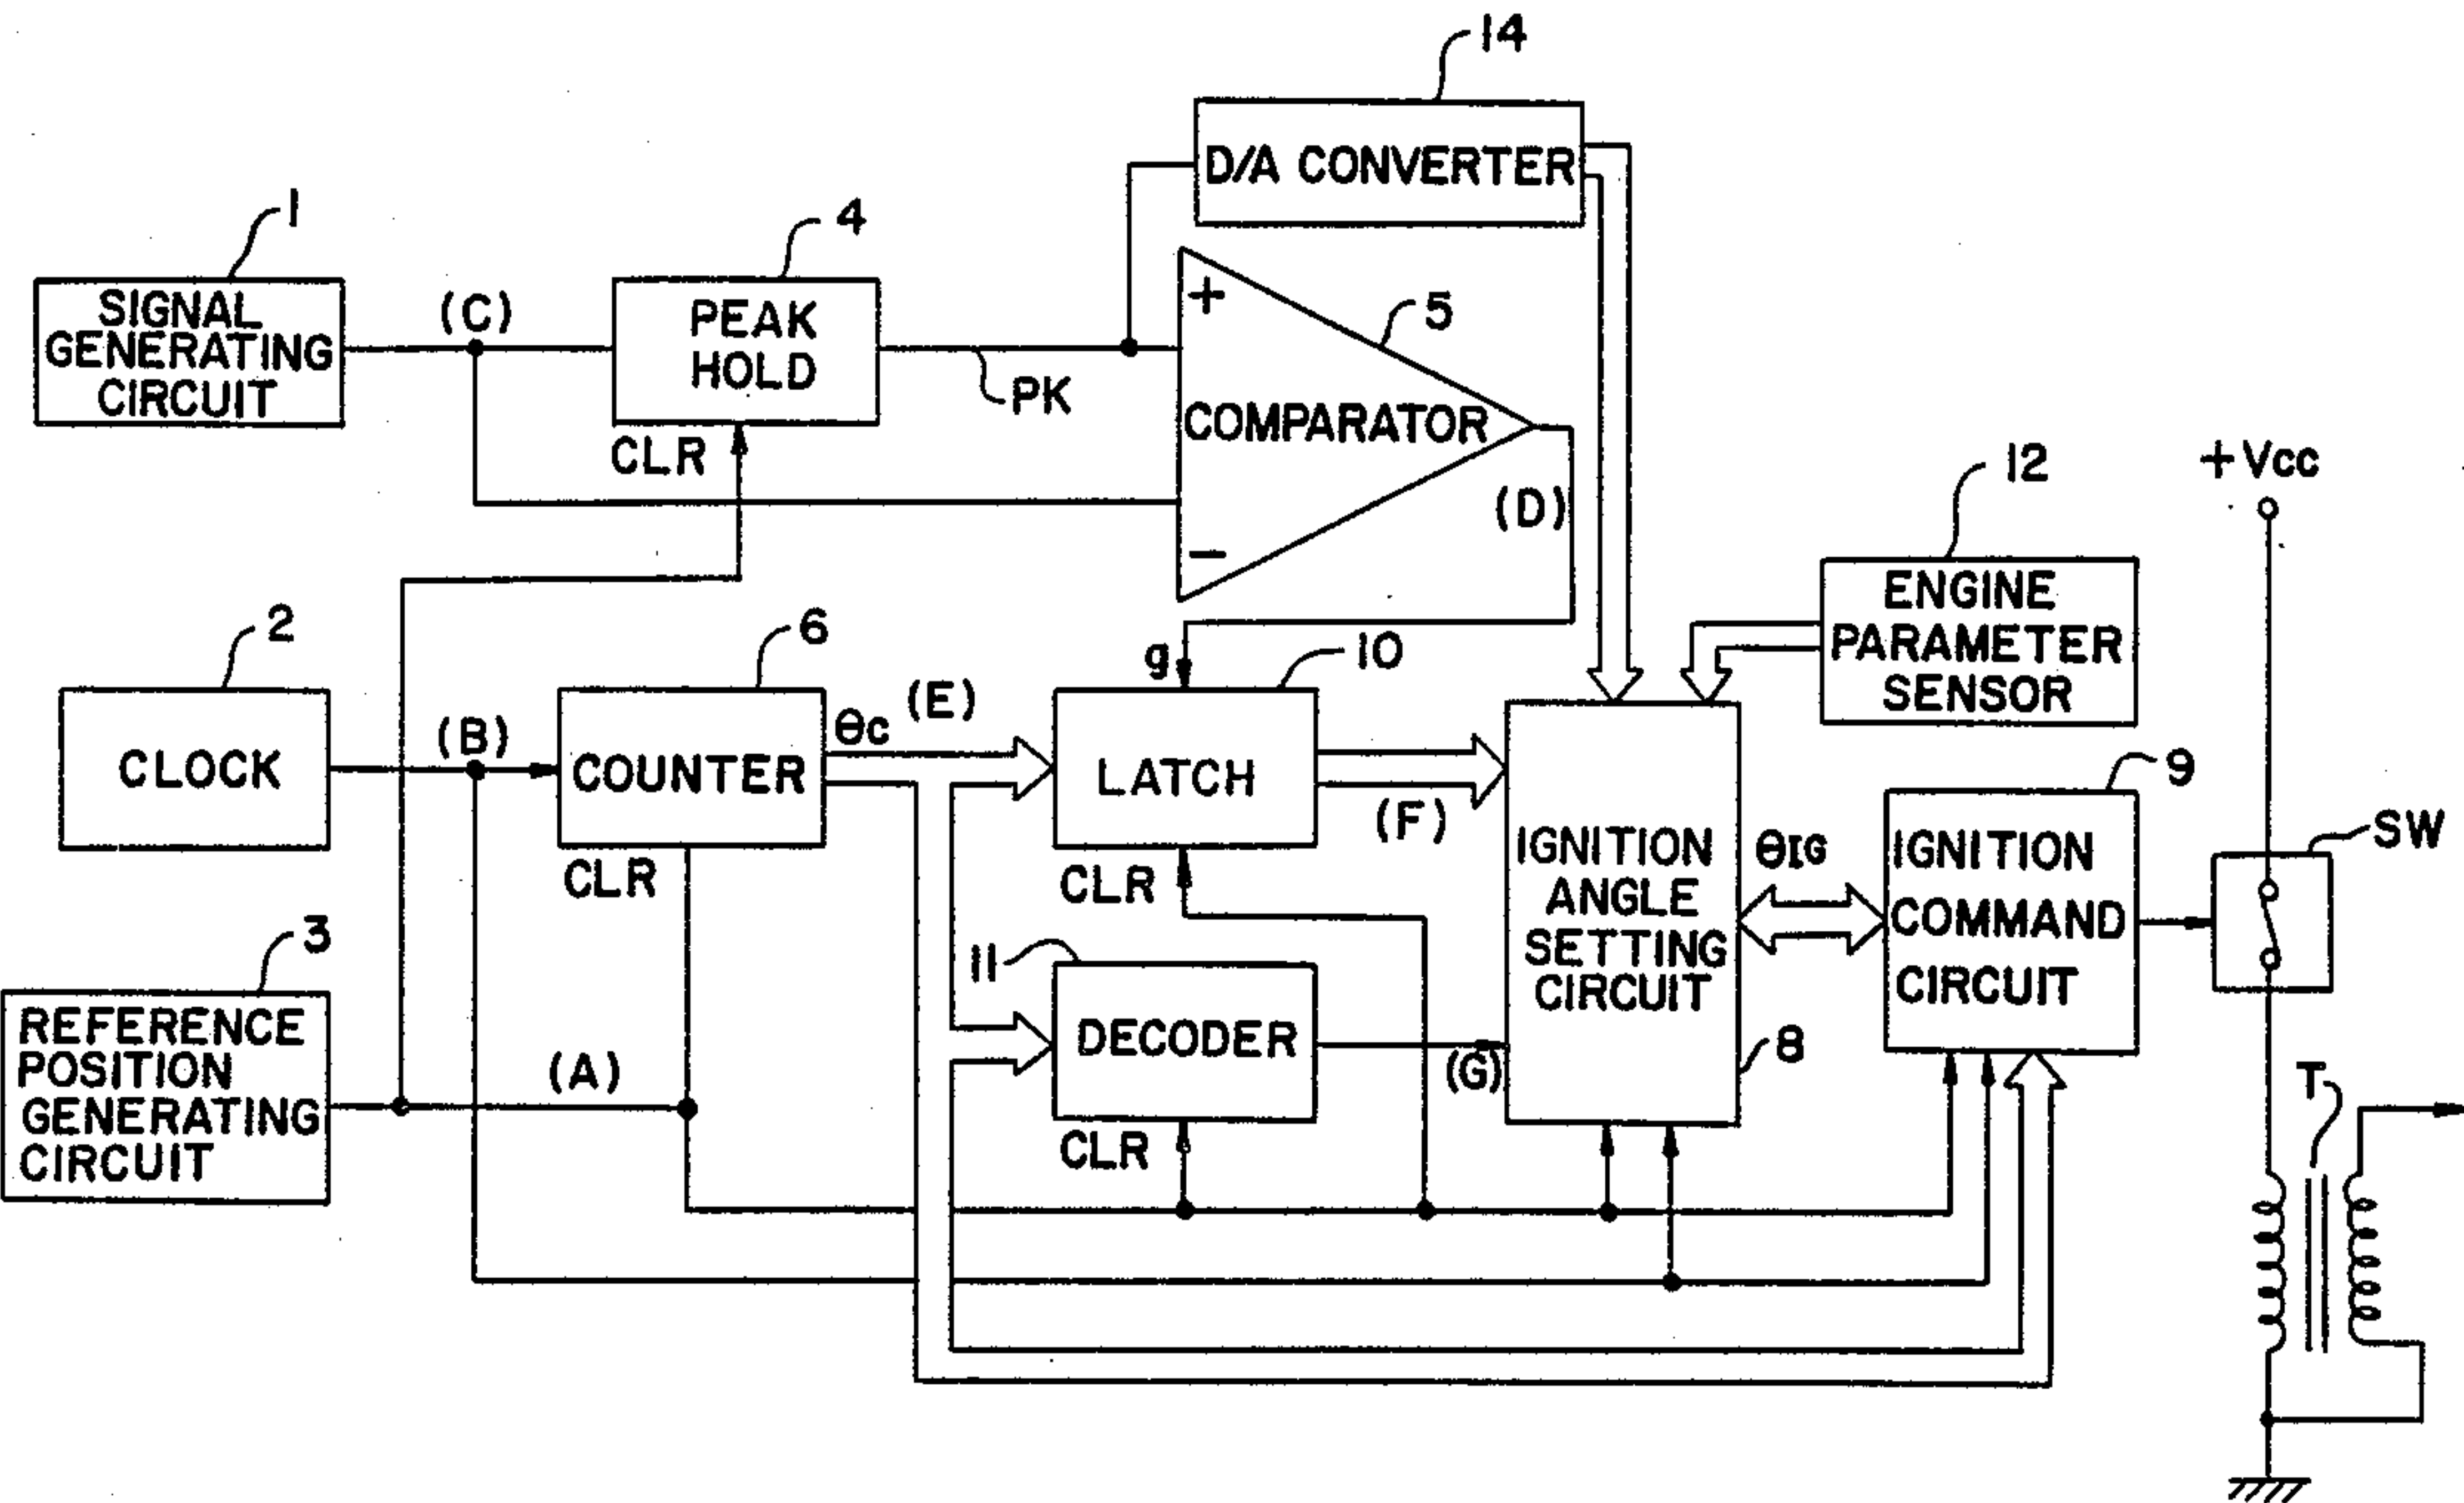 14
D/A CONVERTER
1
SIGNAL
GENERATING
CIRCUIT
(C)
4
PEAK
HOLD
CLR
PK
+
COMPARATOR
−
5
(D)
12
ENGINE
PARAMETER
SENSOR
+Vcc
2
CLOCK
(B)
6
COUNTER
CLR
θc
(E)
g
10
LATCH
CLR
(F)
3
REFERENCE
POSITION
GENERATING
CIRCUIT
(A)
11
DECODER
CLR
(G)
IGNITION
ANGLE
SETTING
CIRCUIT
8
θIG
9
IGNITION
COMMAND
CIRCUIT
SW
T